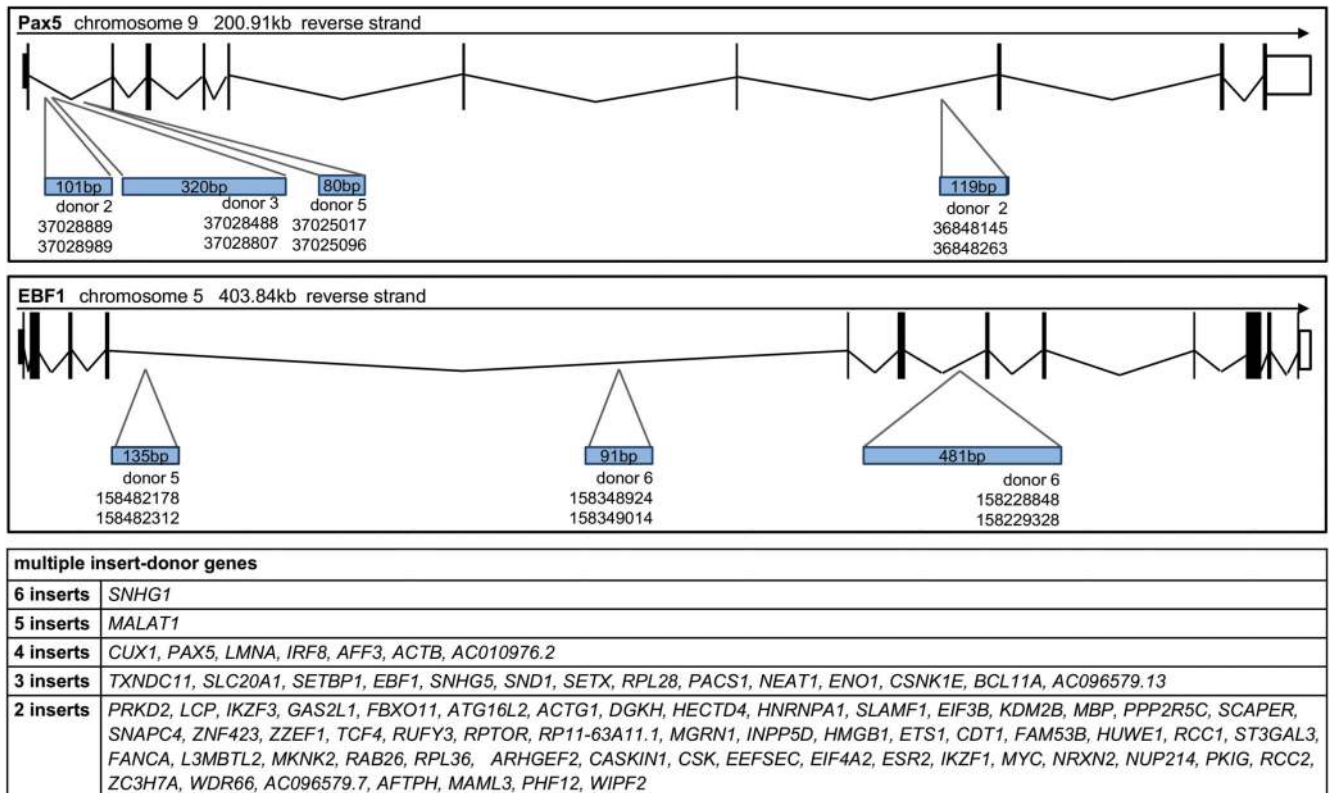 Pax5 chromosome 9 200.91kb reverse strand
101bp 320bp 80bp 119bp
donor 2 donor 3 donor 5 donor 2
37028889 37028488 37025017 36848145
37028989 37028807 37025096 36848263
EBF1 chromosome 5 403.84kb reverse strand
135bp 91bp 481bp
donor 5 donor 6 donor 6
158482178 158348924 158228848
158482312 158349014 158229328
multiple insert-donor genes
6 inserts SNHG1
5 inserts MALAT1
4 inserts CUX1, PAX5, LMNA, IRF8, AFF3, ACTB, AC010976.2
3 inserts TXNDC11, SLC20A1, SETBP1, EBF1, SNHG5, SND1, SETX, RPL28, PACS1, NEAT1, ENO1, CSNK1E, BCL11A, AC096579.13
2 inserts PRKD2, LCP, IKZF3, GAS2L1, FBXO11, ATG16L2, ACTG1, DGKH, HECTD4, HNRNPA1, SLAMF1, EIF3B, KDM2B, MBP, PPP2R5C, SCAPER,
SNAPC4, ZNF423, ZZEF1, TCF4, RUFY3, RPTOR, RP11-63A11.1, MGRN1, INPP5D, HMGB1, ETS1, CDT1, FAM53B, HUWE1, RCC1, ST3GAL3,
FANCA, L3MBTL2, MKNK2, RAB26, RPL36, ARHGEF2, CASKIN1, CSK, EEFSEC, EIF4A2, ESR2, IKZF1, MYC, NRXN2, NUP214, PKIG, RCC2,
ZC3H7A, WDR66, AC096579.7, AFTPH, MAML3, PHF12, WIPF2